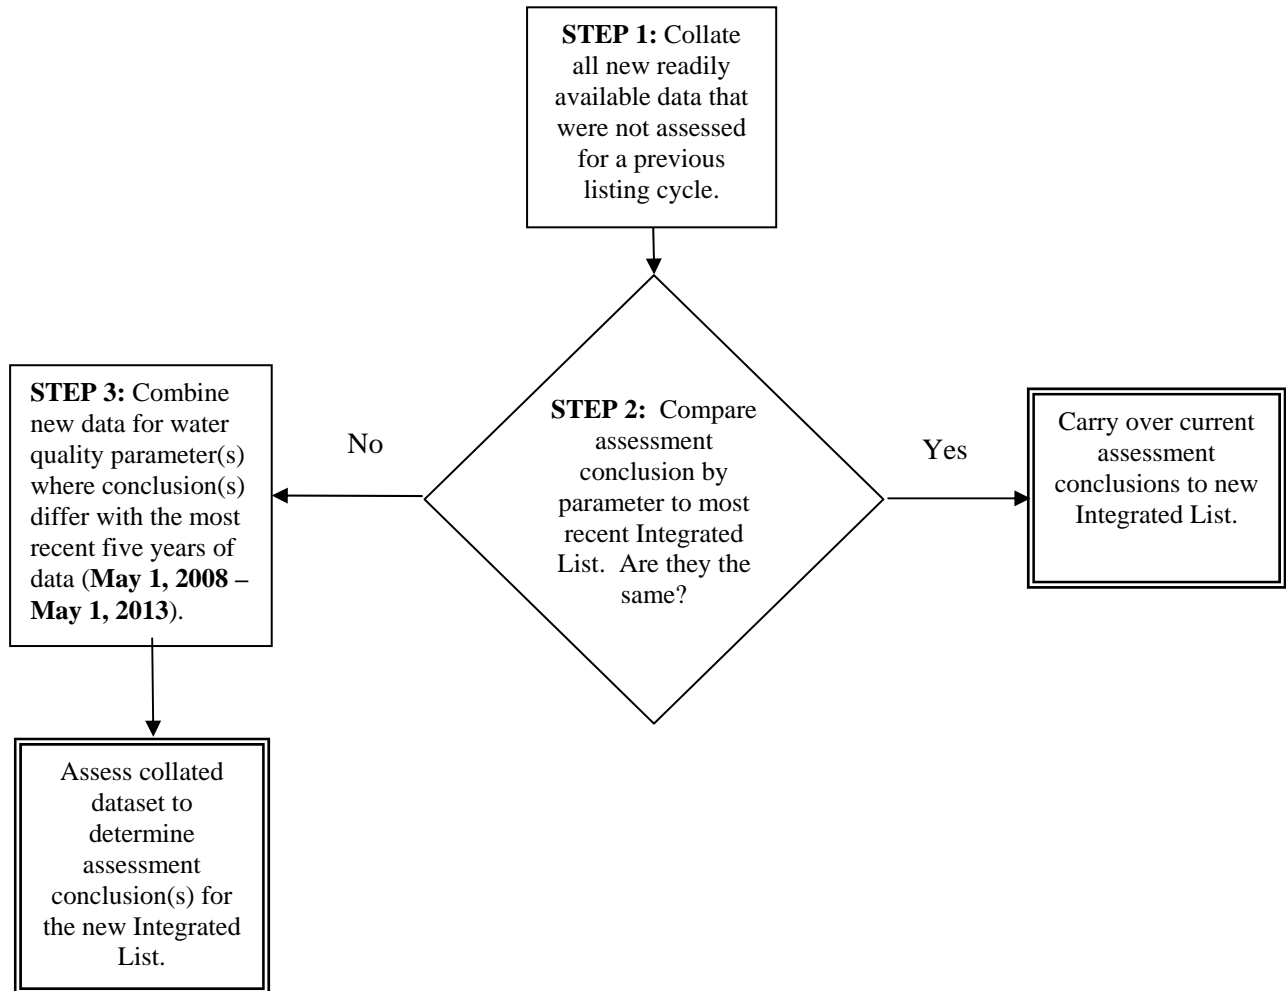 STEP 1: Collate
all new readily
available data that
were not assessed
for a previous
listing cycle.
STEP 2:  Compare
assessment
conclusion by
parameter to most
recent Integrated
List.  Are they the
same?
No
Yes
STEP 3: Combine
new data for water
quality parameter(s)
where conclusion(s)
differ with the most
recent five years of
data (May 1, 2008 –
May 1, 2013).
Carry over current
assessment
conclusions to new
Integrated List.
Assess collated
dataset to
determine
assessment
conclusion(s) for
the new Integrated
List.